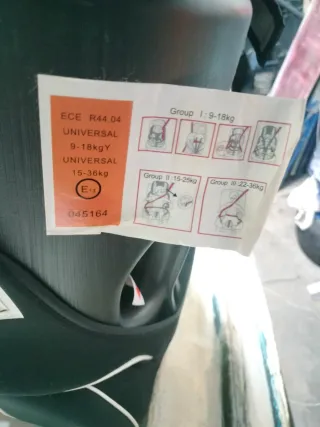 ECE R44.04
UNIVERSAL
9-18kgY
UNIVERSAL
15-36kg
045164
Group I : 9-18kg
Group II :15-25kg
Group III:22-36kg